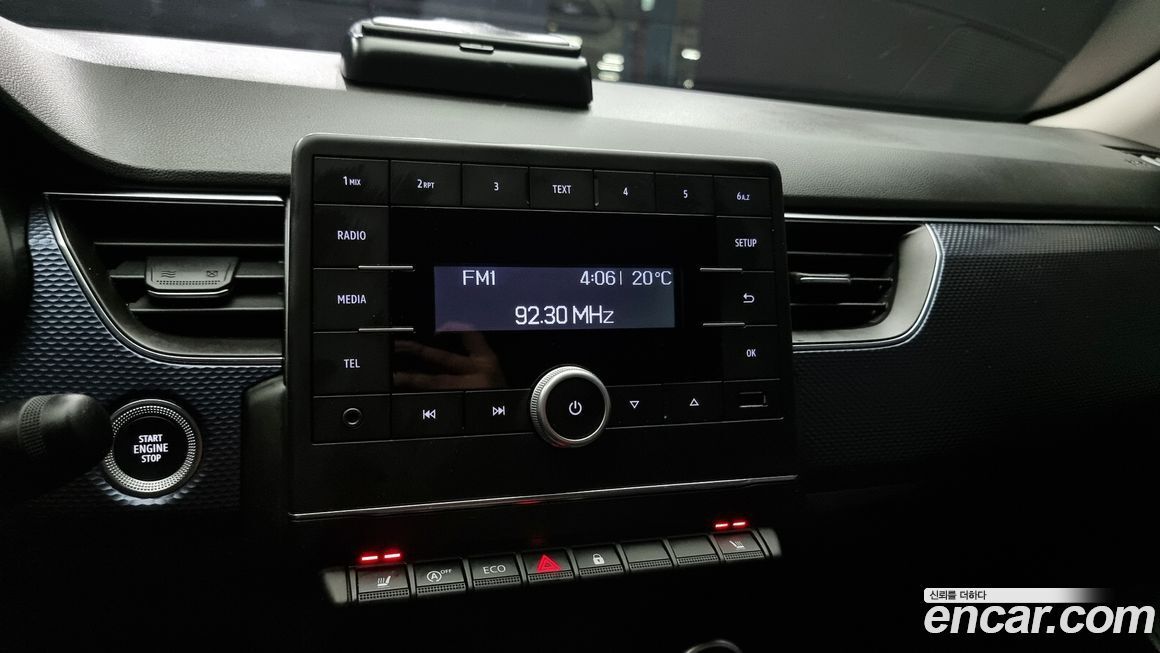 1 MIX
2 RPT
3
TEXT
4
5
6 A.Z
RADIO
SETUP
FM1 4:06 20°C
MEDIA
92.30 MHz
TEL
OK
START
ENGINE
STOP
A OFF
ECO
신뢰를 더하다
encar.com